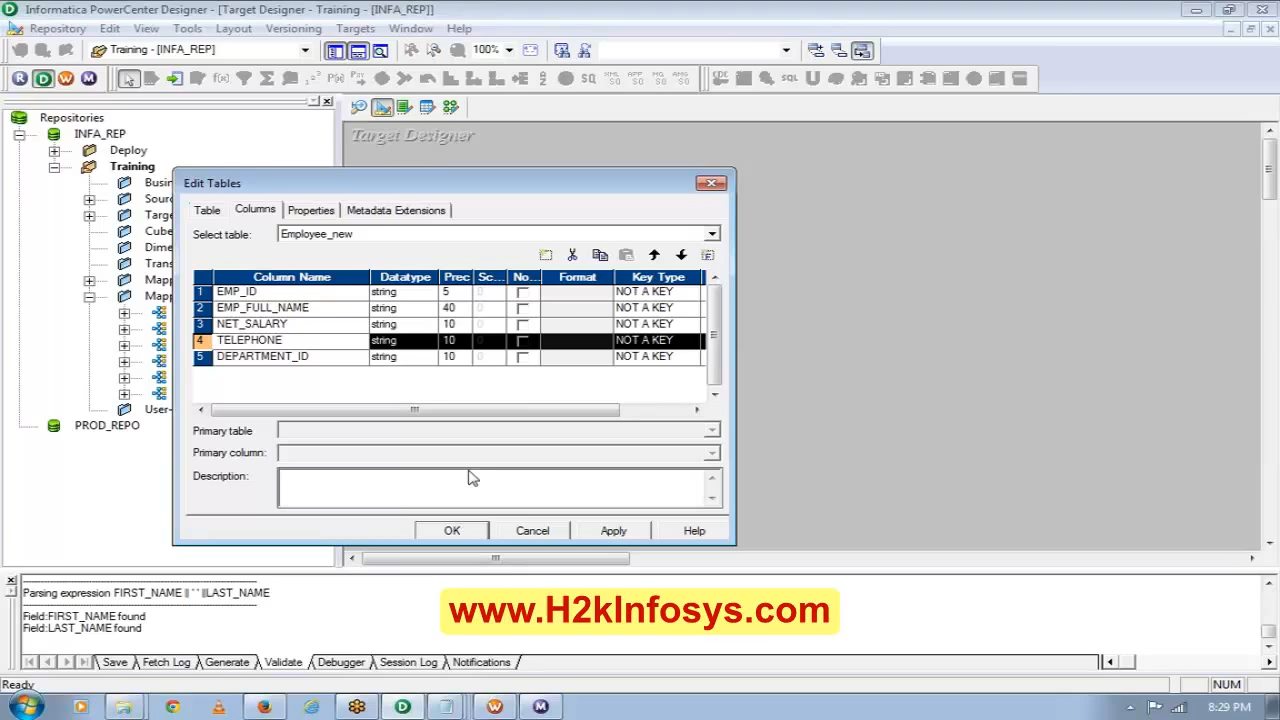 Informatica PowerCenter Designer - [Target Designer - Training - [INFA_REP]]
Repository Edit View Tools Layout Targets Versioning Window Help
Training - [INFA_REP]
100%
Repositories
INFA_REP
Deploy
Training
Busin
Sourc
Targe
Cube
Dime
Trans
Mapp
Mapp
User-
PROD_REPO
Target Designer
Edit Tables
Table Columns Properties Metadata Extensions
Select table: Employee_new
Column Name Datatype Prec Sc... No... Format Key Type
1 EMP_ID string 5 0 NOT A KEY
2 EMP_FULL_NAME string 40 0 NOT A KEY
3 NET_SALARY string 10 0 NOT A KEY
4 TELEPHONE string 10 0 NOT A KEY
5 DEPARTMENT_ID string 10 0 NOT A KEY
Primary table
Primary column:
Description:
OK Cancel Apply Help
Parsing expression FIRST_NAME || ' ' ||LAST_NAME
Field:FIRST_NAME found
Field:LAST_NAME found
www.H2kInfosys.com
Save Fetch Log Generate Validate Debugger Session Log Notifications
Ready
NUM
8:29 PM